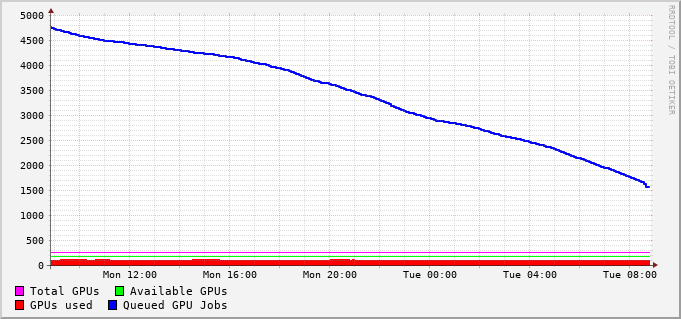 5000
4500
4000
3500
3000
2500
2000
1500
1000
500
0
Mon 12:00 Mon 16:00 Mon 20:00 Tue 00:00 Tue 04:00 Tue 08:00
Total GPUs Available GPUs
GPUs used Queued GPU Jobs
RRDTOOL / TOBI OETIKER